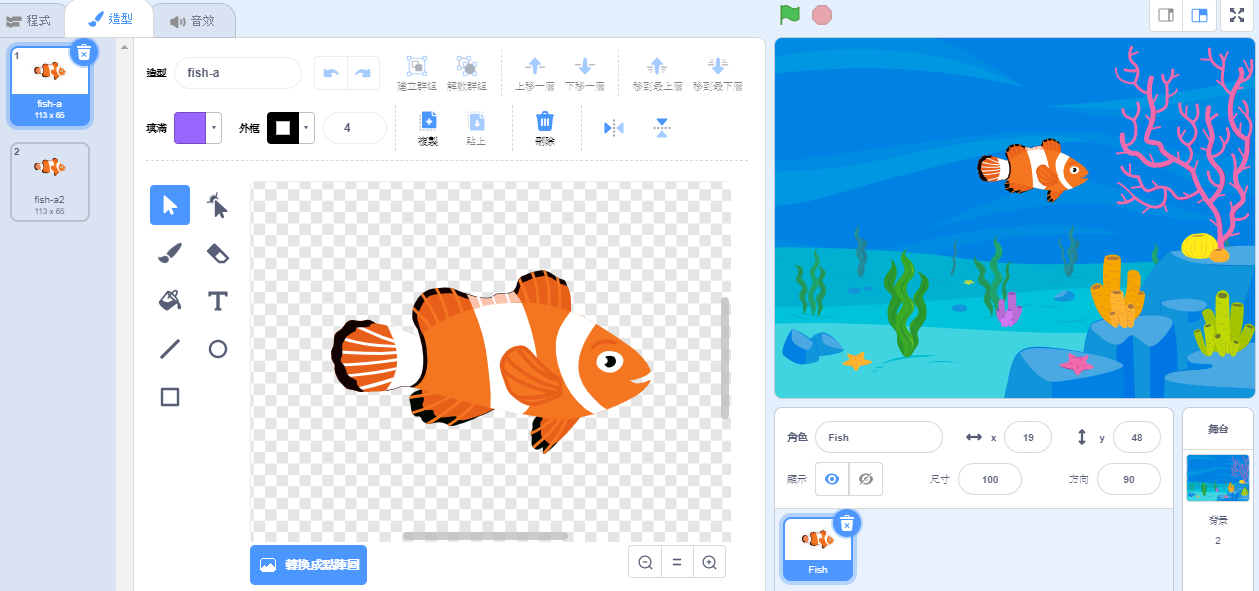 程式 造型 音效
1
fish-a
113 x 65
2
fish-a2
113 x 65
造型 fish-a 建立群組 解散群組 上移一層 下移一層 移到最上層 移到最下層
填滿 外框 4 複製 貼上 刪除
T
轉換成點陣圖
角色 Fish x 19 y 48
顯示 尺寸 100 方向 90
Fish
舞台
背景
2